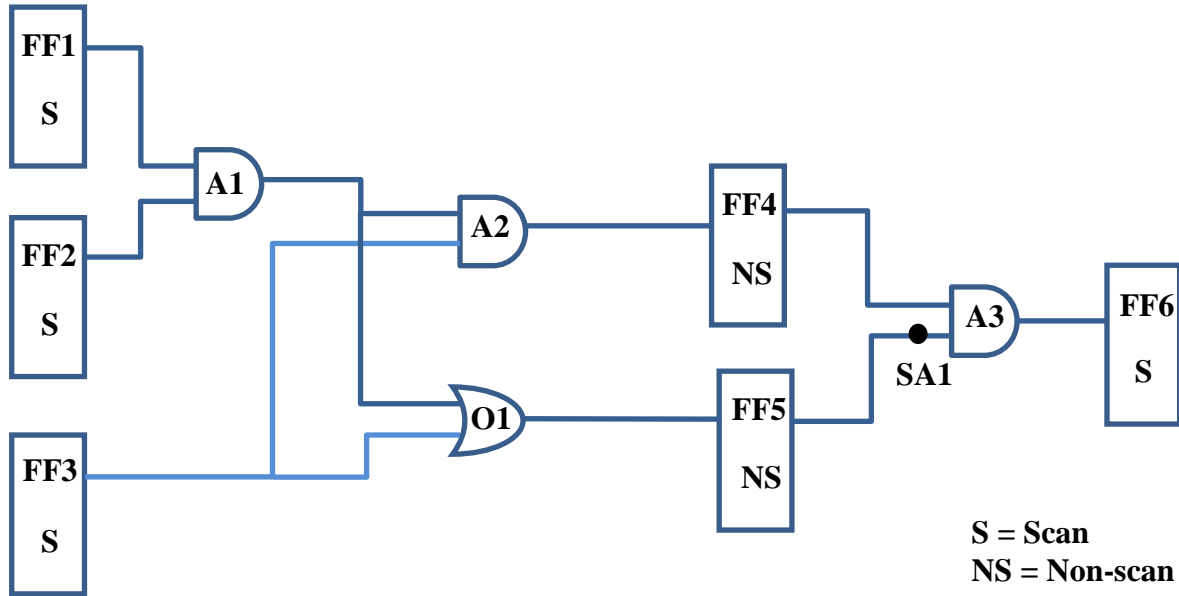 FF1
S
A1
FF2
S
A2
FF4
NS
FF3
S
O1
FF5
NS
SA1
A3
FF6
S
S = Scan
NS = Non-scan